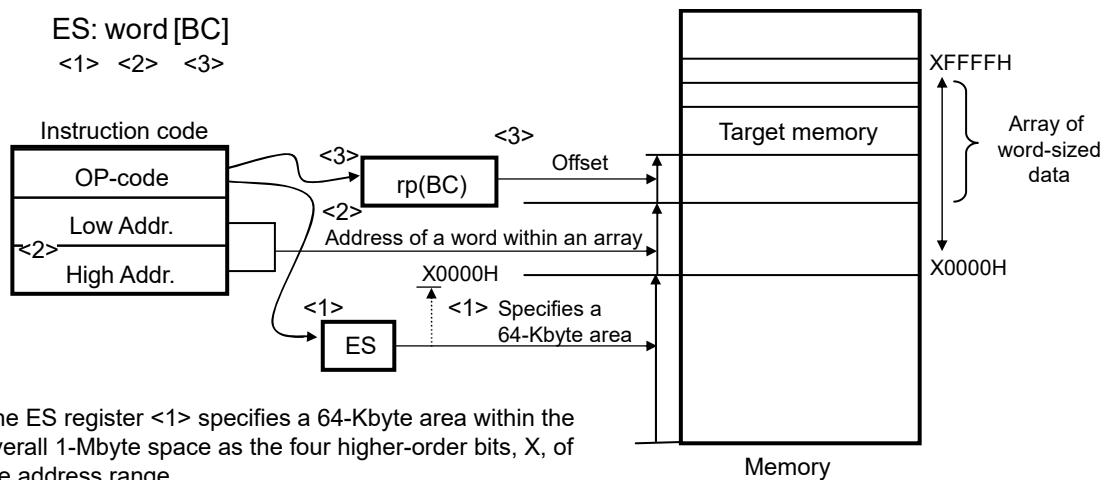 ES: word [BC]
<1> <2> <3>
Instruction code
OP-code
Low Addr.
<2>
High Addr.
<3>
rp(BC)
<3>
Offset
<2>
Address of a word within an array
X0000H
<1>
ES
<1> Specifies a
64-Kbyte area
Target memory
XFFFFH
Array of
word-sized
data
X0000H
Memory
ES register <1> specifies a 64-Kbyte area within the
overall 1-Mbyte space as the four higher-order bits, X, of
address range